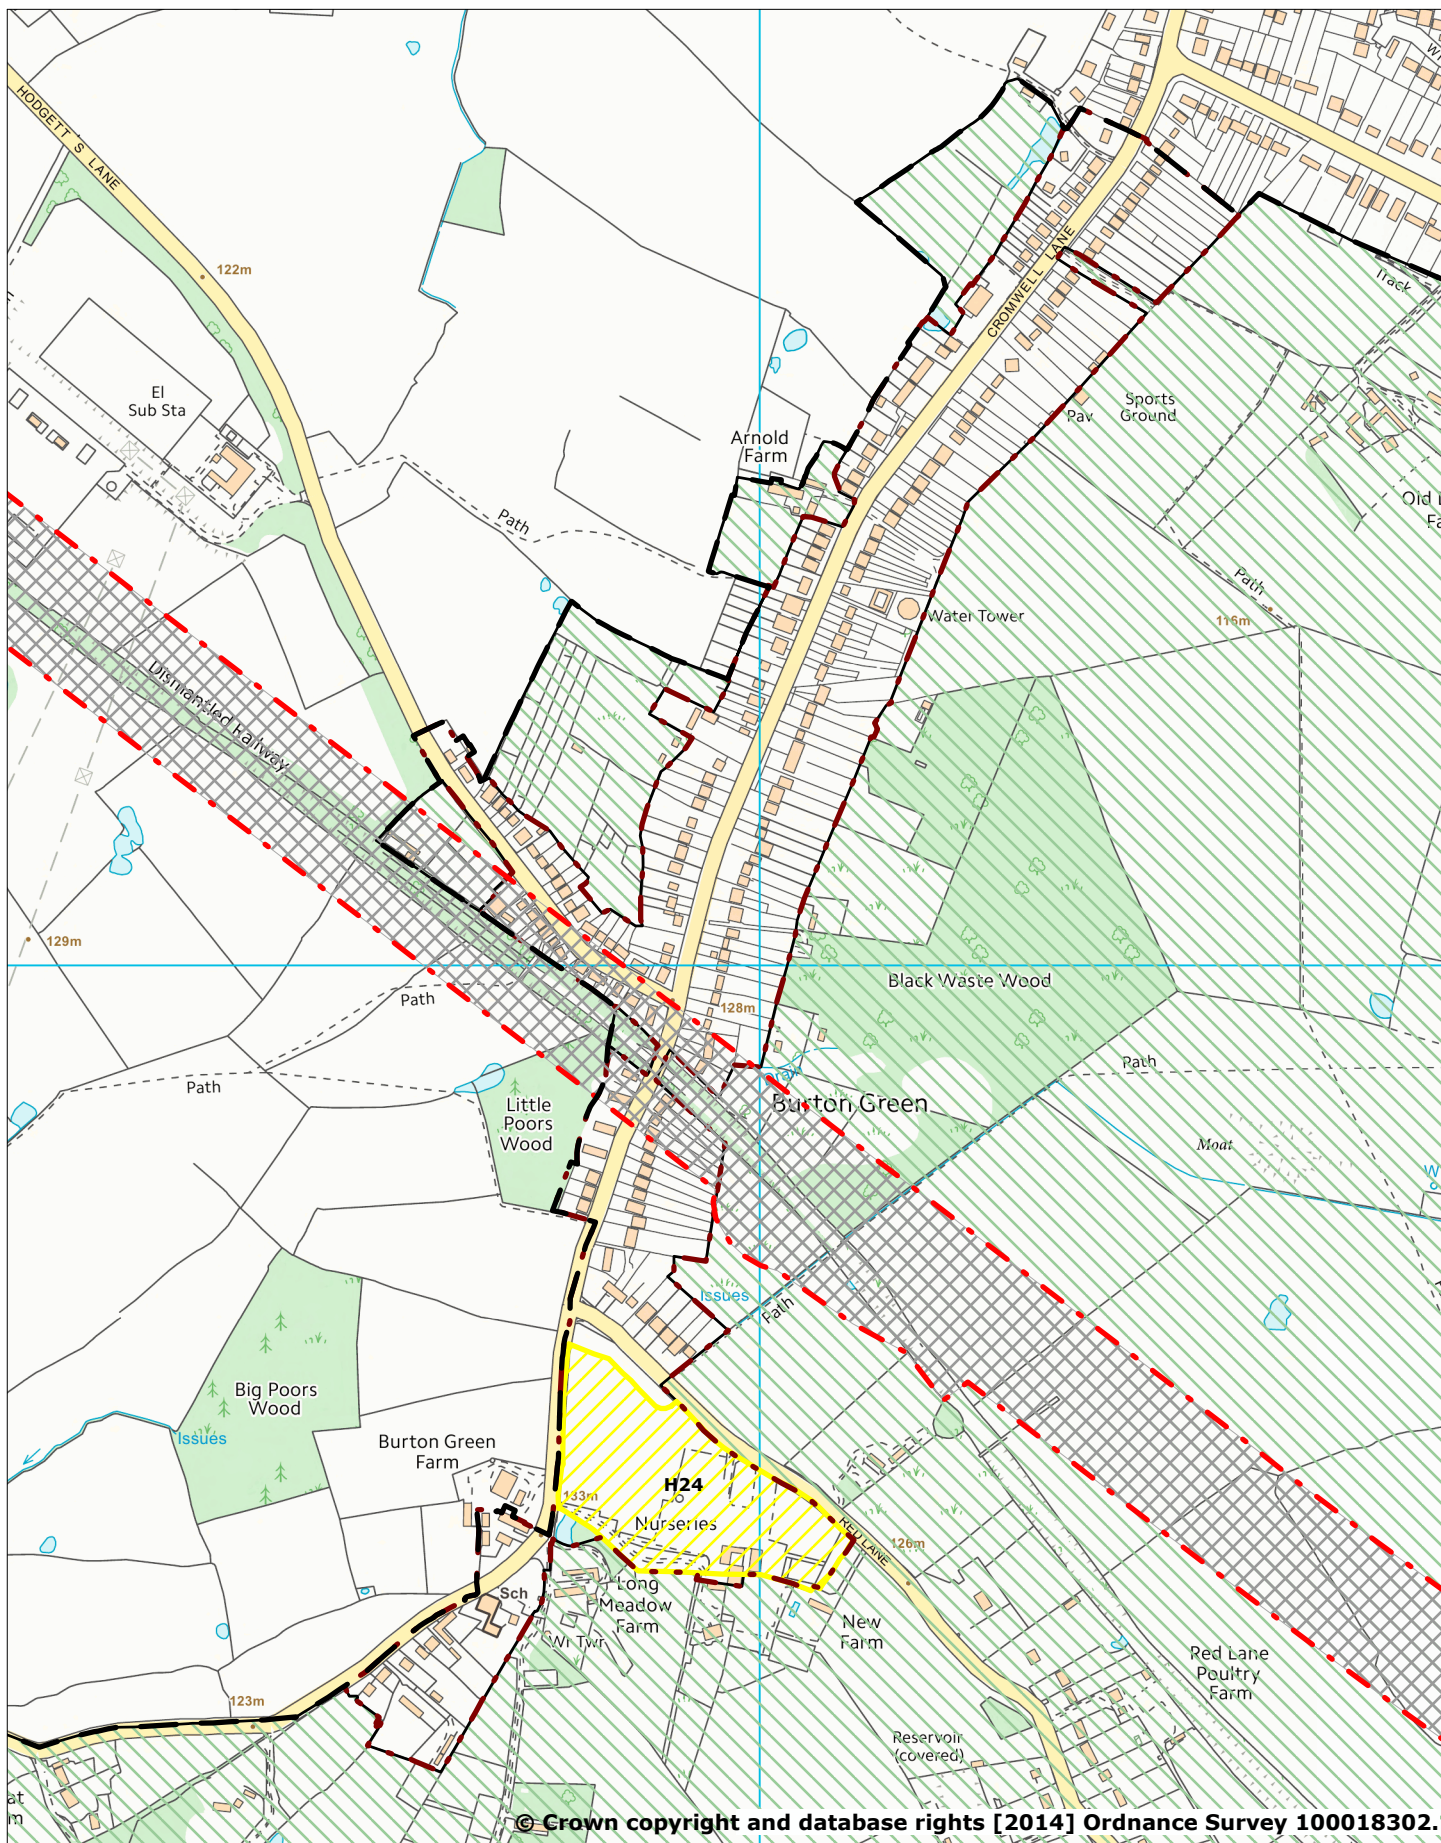 HODGETT S LANE
122m
El
Sub Sta
CROMWELL LANE
Track
Arnold
Farm
Pav
Sports
Ground
Path
Path
Water Tower
116m
Dismantled Railway
129m
Path
128m
Black Waste Wood
Path
Path
Drain
Burton Green
Little
Poors
Wood
Moat
Issues
Path
Big Poors
Wood
Issues
Burton Green
Farm
H24
133m
Nurseries
RED LANE
126m
Sch
Long
Meadow
Farm
Wr Twr
New
Farm
Red Lane
Poultry
Farm
123m
Reservoir
(covered)
© Crown copyright and database rights [2014] Ordnance Survey 100018302.